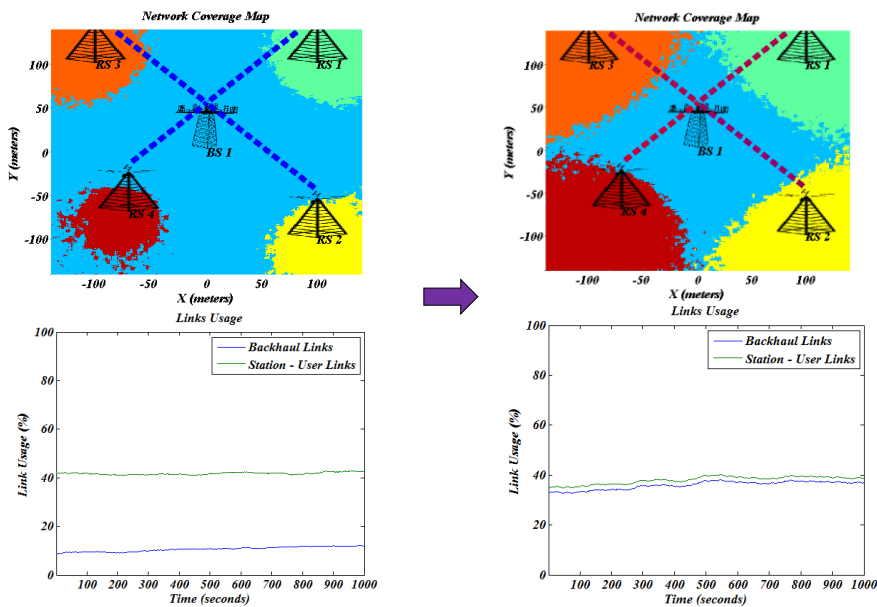 Network Coverage Map
RS 3
RS 1
BS 1
RS 4
RS 2
100
50
0
-50
-100
Y (meters)
-100
-50
0
50
100
X (meters)
Links Usage
Backhaul Links
Station - User Links
100
80
60
40
20
0
Link Usage (%)
100
200
300
400
500
600
700
800
900
1000
Time (seconds)
Network Coverage Map
RS 3
RS 1
BS 1
RS 4
RS 2
100
50
0
-50
-100
Y (meters)
-100
-50
0
50
100
X (meters)
Links Usage
Backhaul Links
Station - User Links
100
80
60
40
20
0
Link Usage (%)
100
200
300
400
500
600
700
800
900
1000
Time (seconds)